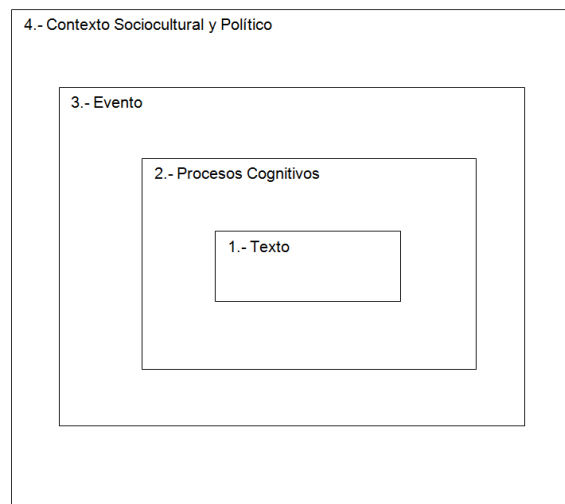 4.- Contexto Sociocultural y Político
3.- Evento
2.- Procesos Cognitivos
1.- Texto